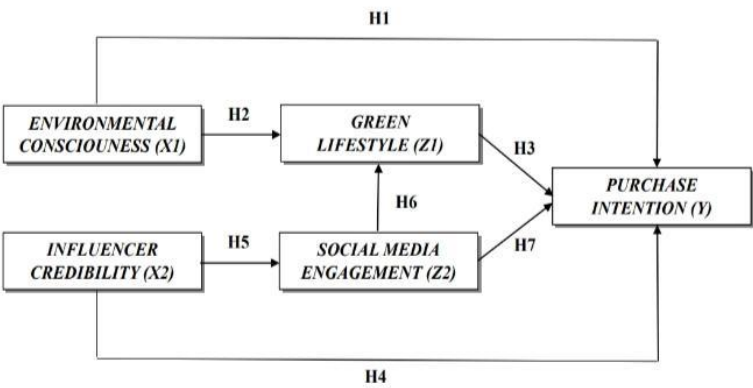 H1
ENVIRONMENTAL
CONSCIOUNESS (X1)
H2
GREEN
LIFESTYLE (Z1)
H3
PURCHASE
INTENTION (Y)
H6
INFLUENCER
CREDIBILITY (X2)
H5
SOCIAL MEDIA
ENGAGEMENT (Z2)
H7
H4